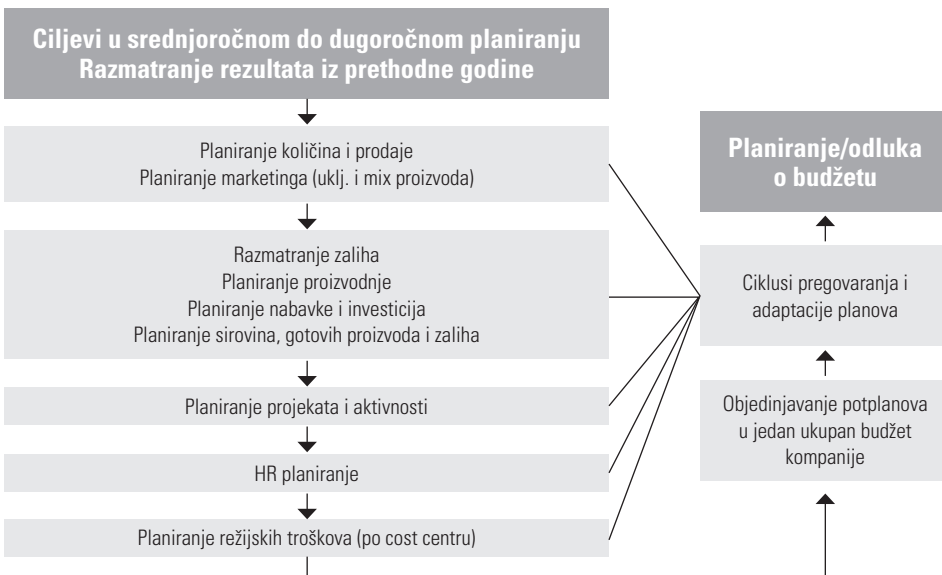 Ciljevi u srednjoročnom do dugoročnom planiranju
Razmatranje rezultata iz prethodne godine
Planiranje količina i prodaje
Planiranje marketinga (uklj. i mix proizvoda)
Razmatranje zaliha
Planiranje proizvodnje
Planiranje nabavke i investicija
Planiranje sirovina, gotovih proizvoda i zaliha
Planiranje projekata i aktivnosti
HR planiranje
Planiranje režijskih troškova (po cost centru)
Planiranje/odluka
o budžetu
Ciklusi pregovaranja i
adaptacije planova
Objedinjavanje potplanova
u jedan ukupan budžet
kompanije